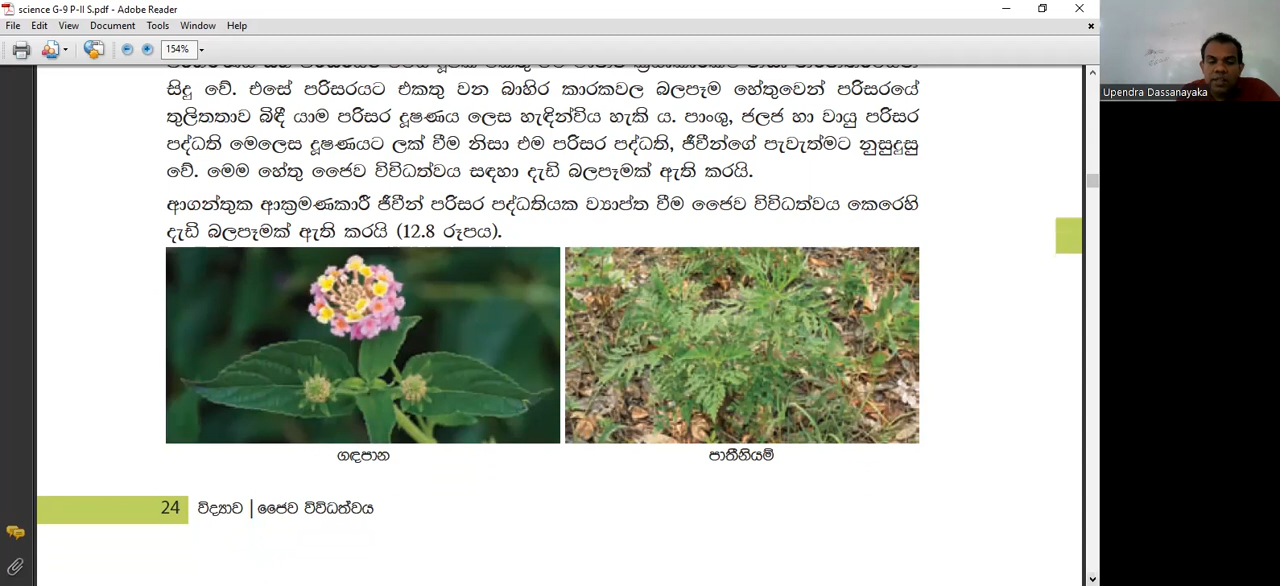 science G-9 P-II S.pdf - Adobe Reader
File Edit View Document Tools Window Help
154%
සිදු වේ. එසේ පරිසරයට එකතු වන බාහිර කාරකවල බලපෑම හේතුවෙන් පරිසරයේ
තුලිතතාව බිඳී යාම පරිසර දූෂණය ලෙස හැඳින්විය හැකි ය. පාංශු, ජලජ හා වායු පරිසර
පද්ධති මෙලෙස දූෂණයට ලක් වීම නිසා එම පරිසර පද්ධති, ජීවීන්ගේ පැවැත්මට නුසුදුසු
වේ. මෙම හේතු ජෛව විවිධත්වය සඳහා දැඩි බලපෑමක් ඇති කරයි.
ආගන්තුක ආක්‍රමණකාරී ජීවීන් පරිසර පද්ධතියක ව්‍යාප්ත වීම ජෛව විවිධත්වය කෙරෙහි
දැඩි බලපෑමක් ඇති කරයි (12.8 රූපය).
ගඳපාන
පාතීනියම්
24 විද්‍යාව | ජෛව විවිධත්වය
Upendra Dassanayaka